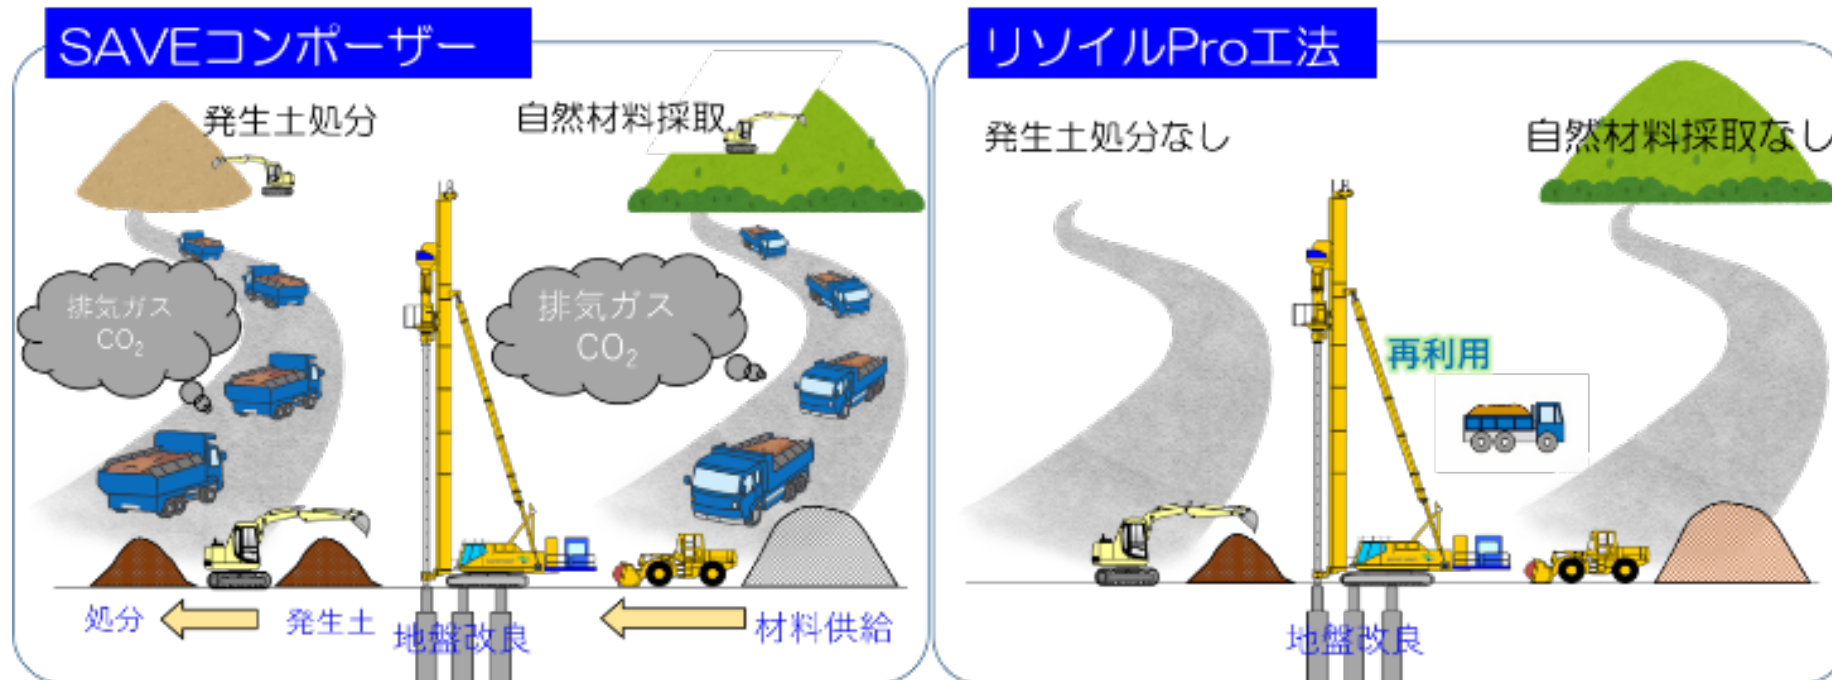 SAVEコンポーザー
発生土処分
自然材料採取
排気ガス
CO₂
排気ガス
CO₂
処分
発生土
地盤改良
材料供給
リソイルPro工法
発生土処分なし
自然材料採取なし
再利用
地盤改良